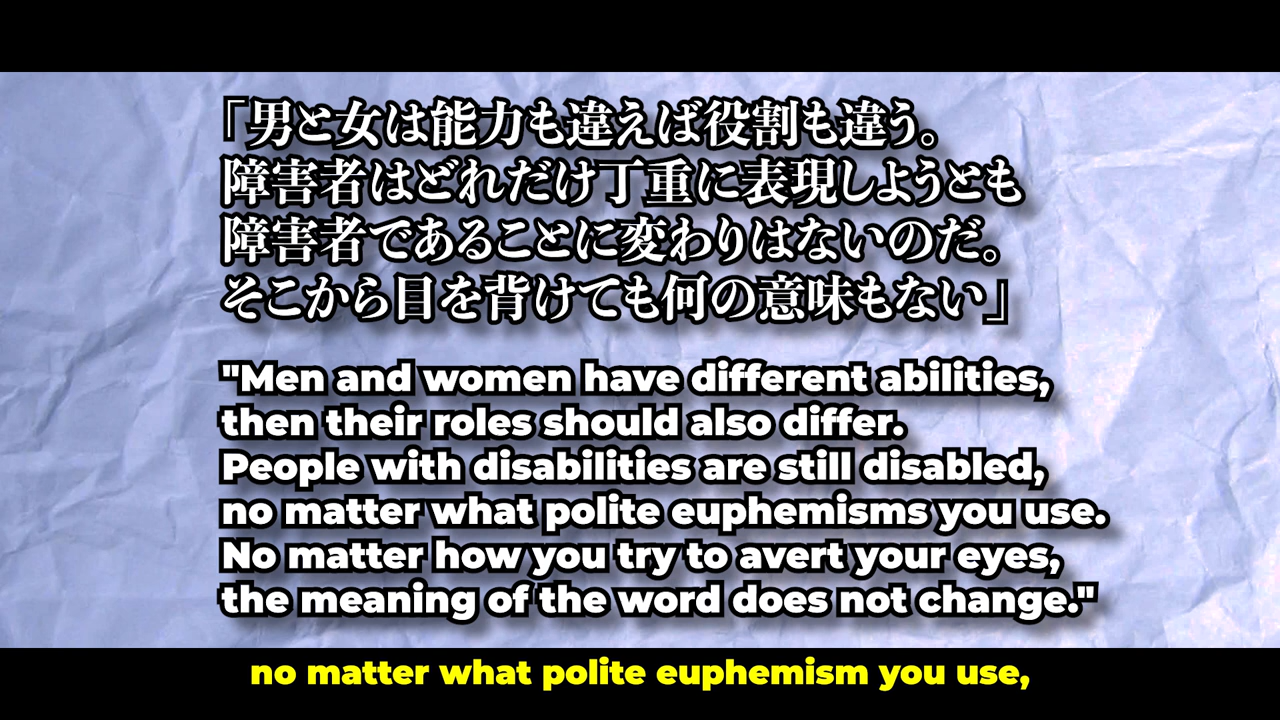 「男と女は能力も違えば役割も違う。
障害者はどれだけ丁重に表現しようとも
障害者であることに変わりはないのだ。
そこから目を背けても何の意味もない」
"Men and women have different abilities,
then their roles should also differ.
People with disabilities are still disabled,
no matter what polite euphemisms you use.
No matter how you try to avert your eyes,
the meaning of the word does not change."
no matter what polite euphemism you use,